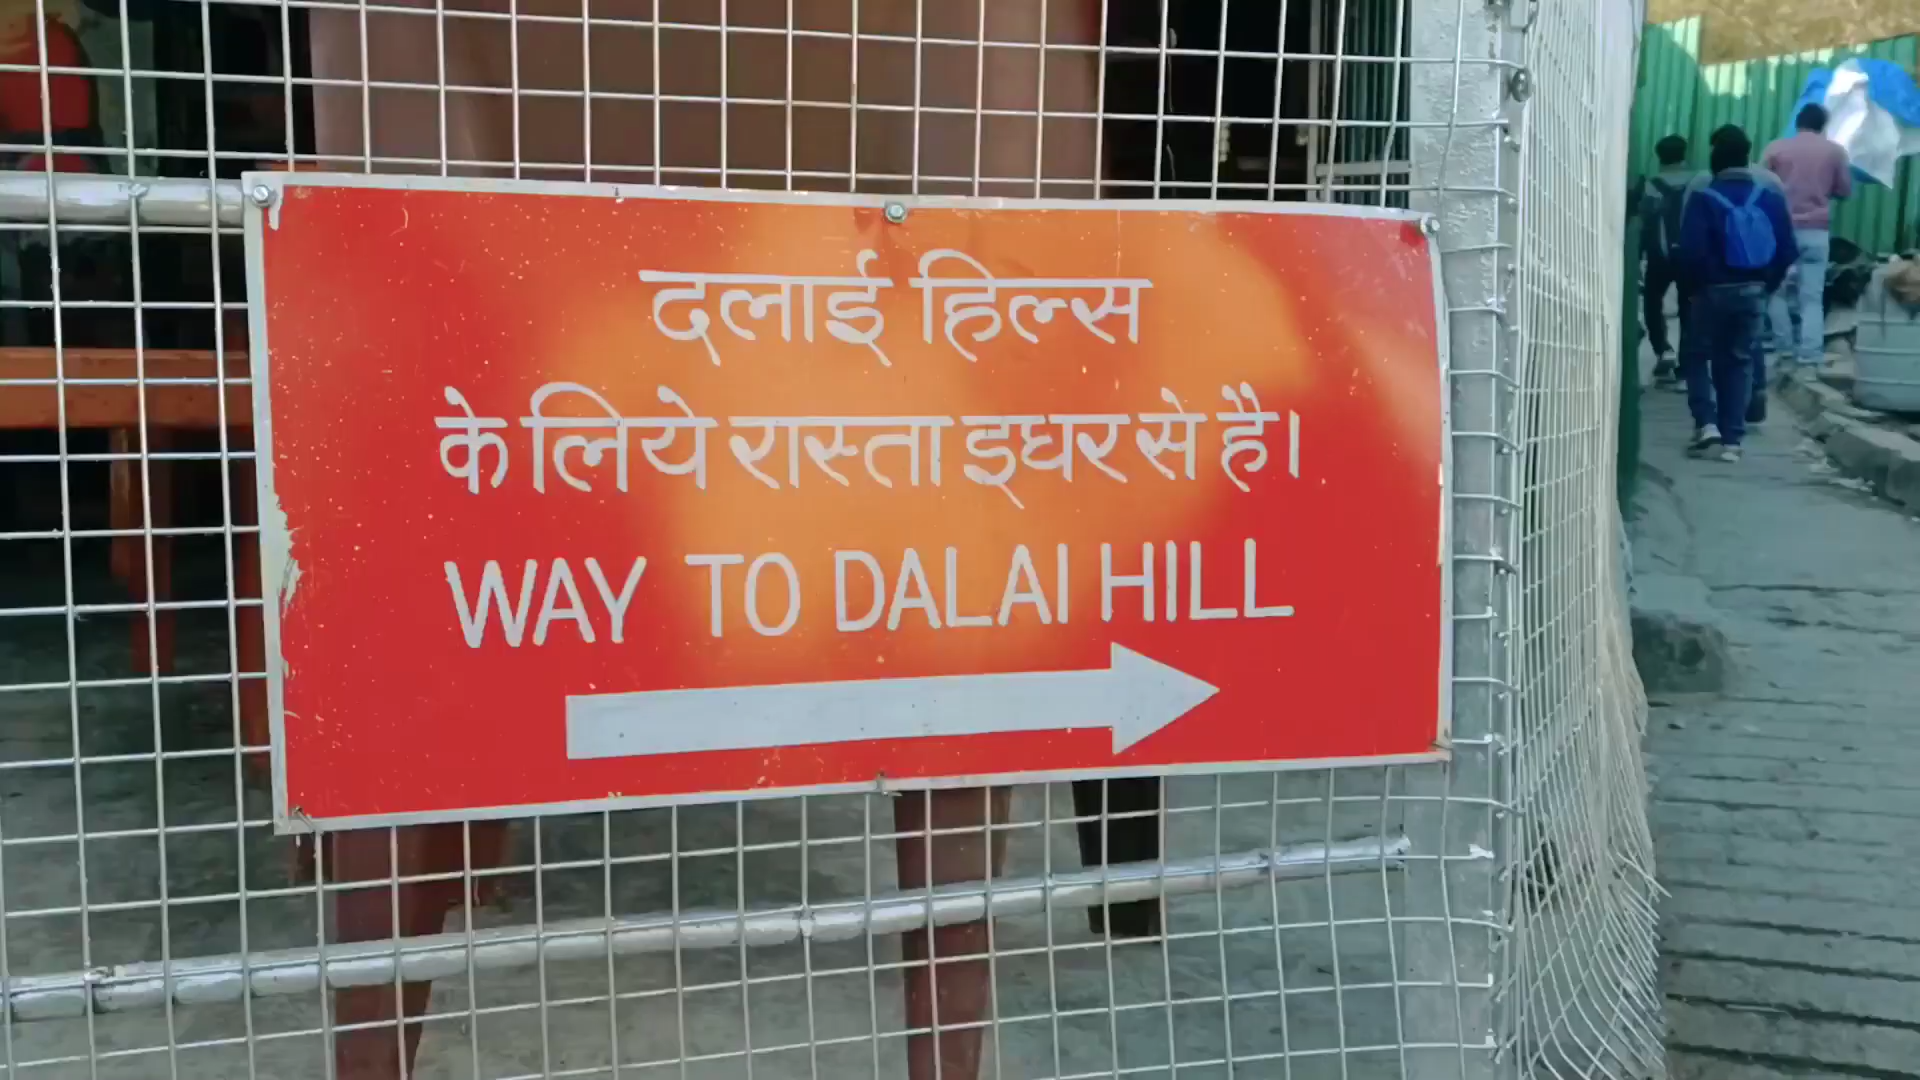 दलाई हिल्स
के लिये रास्ता इधर से है।
WAY TO DALAI HILL